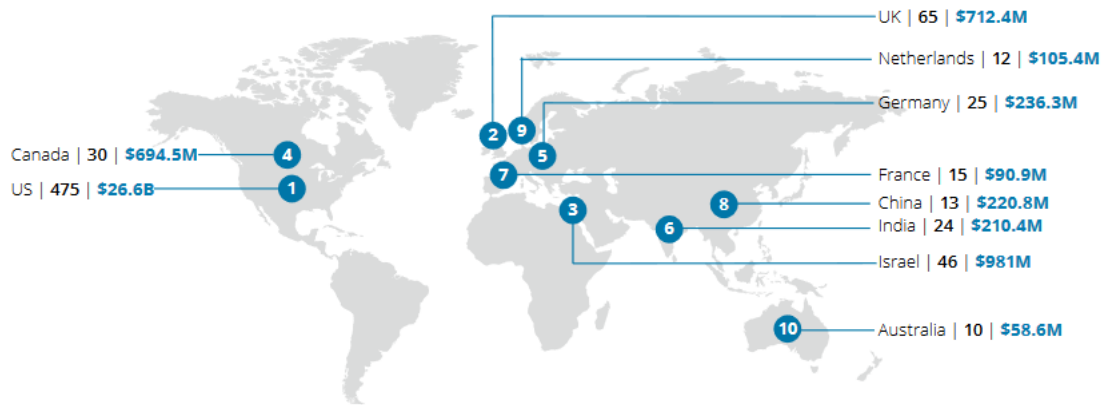 UK | 65 | $712.4M
Netherlands | 12 | $105.4M
Germany | 25 | $236.3M
Canada | 30 | $694.5M
US | 475 | $26.6B
France | 15 | $90.9M
China | 13 | $220.8M
India | 24 | $210.4M
Israel | 46 | $981M
Australia | 10 | $58.6M
2
9
5
4
7
1
8
3
6
10